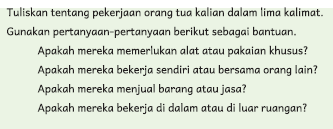 Tuliskan tentang pekerjaan orang tua kalian dalam lima kalimat.
Gunakan pertanyaan-pertanyaan berikut sebagai bantuan.
Apakah mereka memerlukan alat atau pakaian khusus?
Apakah mereka bekerja sendiri atau bersama orang lain?
Apakah mereka menjual barang atau jasa?
Apakah mereka bekerja di dalam atau di luar ruangan?